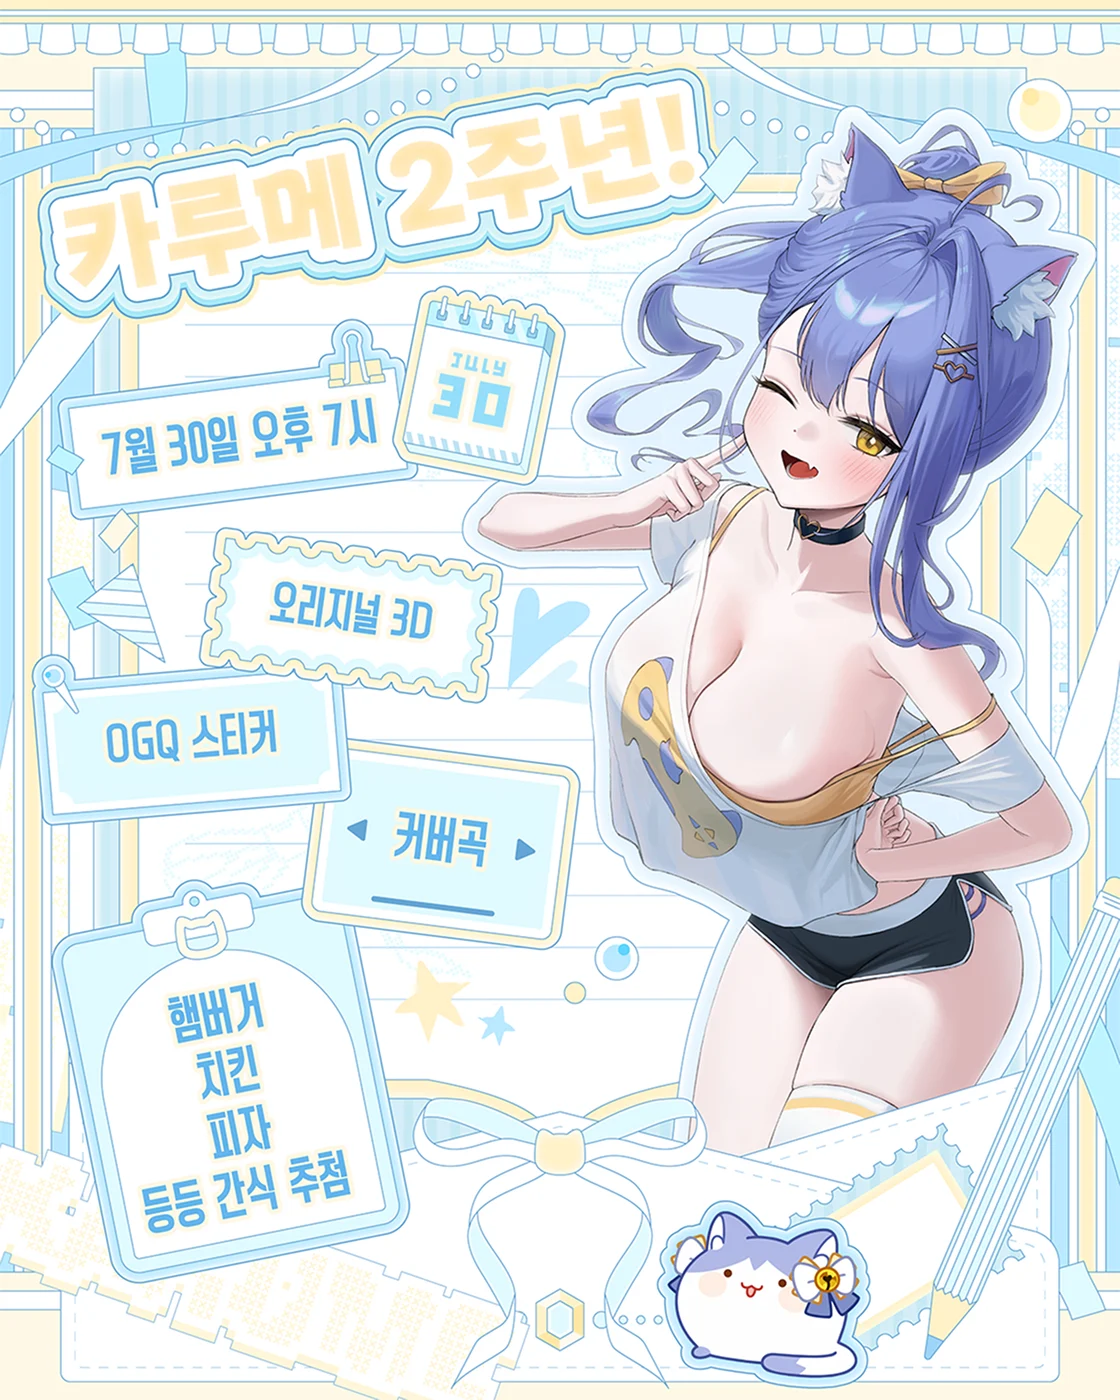 카루메 2주년!
JULY
30
7월 30일 오후 7시
오리지널 3D
OGQ 스티커
커버곡
햄버거
치킨
피자
등등 간식 추첨